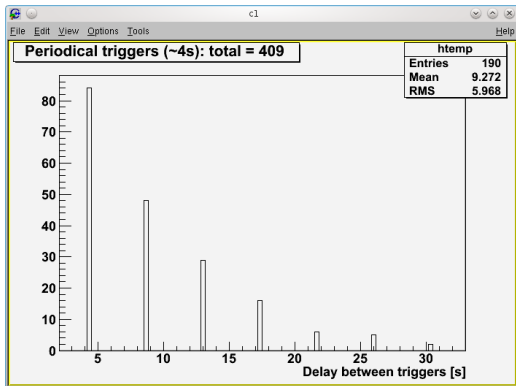 c1
File Edit View Options Tools Help
Periodical triggers (~4s): total = 409
htemp
Entries 190
Mean 9.272
RMS 5.968
80
70
60
50
40
30
20
10
0
5 10 15 20 25 30
Delay between triggers [s]